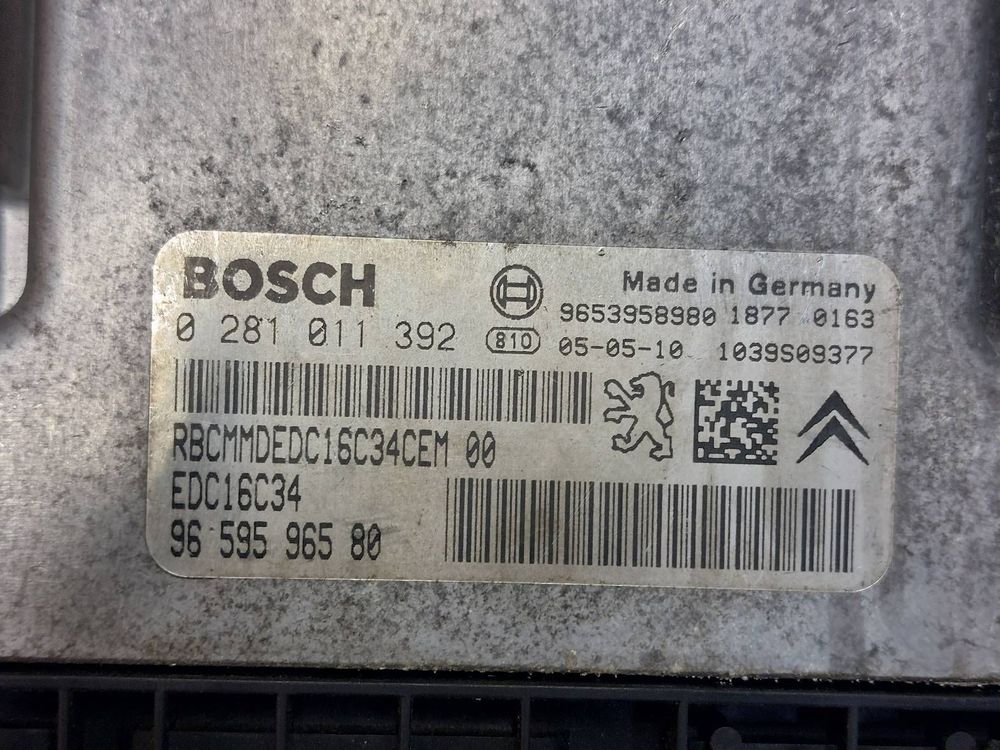 BOSCH
Made in Germany
9653958980 1877 0163
0 281 011 392
810
05-05-10 1039S09377
RBCMMDEDC16C34CEM 00
EDC16C34
96 595 965 80